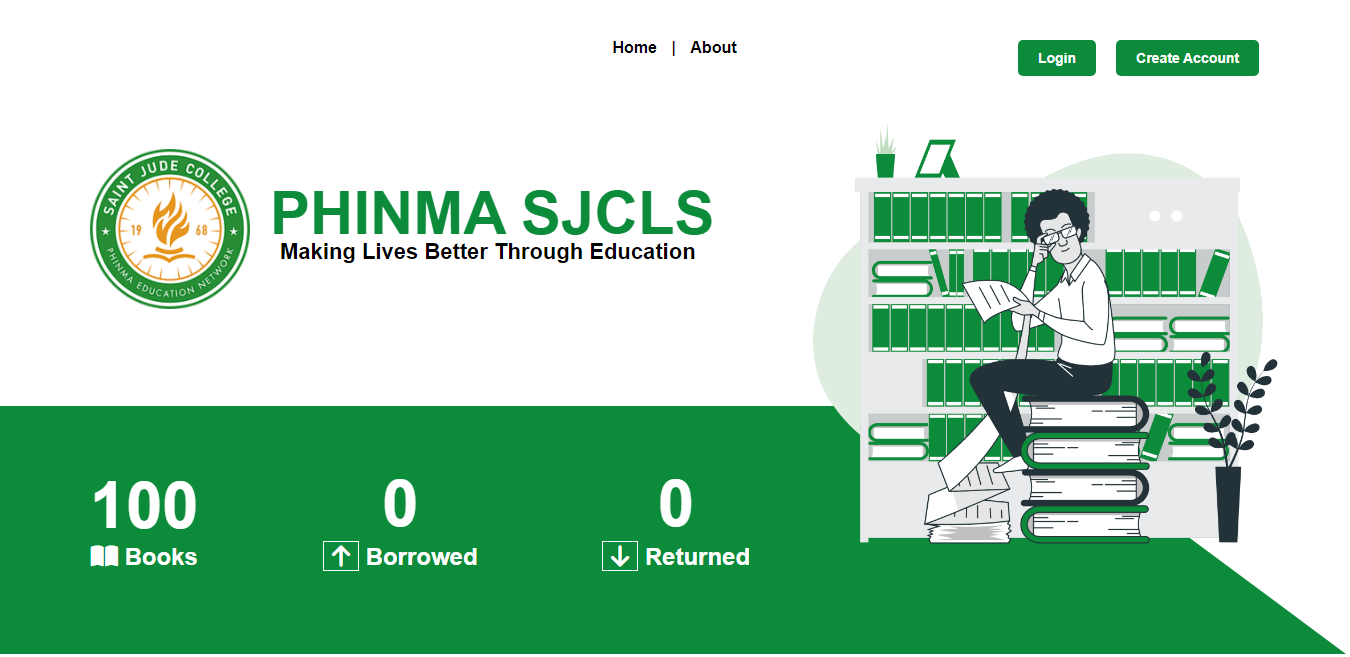 Home | About
Login
Create Account
SAINT JUDE COLLEGE
19 68
PHINMA EDUCATION NETWORK
PHINMA SJCLS
Making Lives Better Through Education
100
Books
0
Borrowed
0
Returned